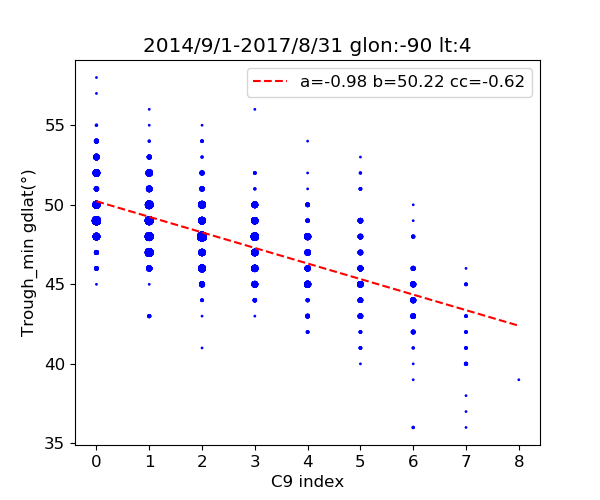 2014/9/1-2017/8/31 glon:-90 lt:4
a=-0.98 b=50.22 cc=-0.62
Trough_min gdlat(°)
55
50
45
40
35
0 1 2 3 4 5 6 7 8
C9 index